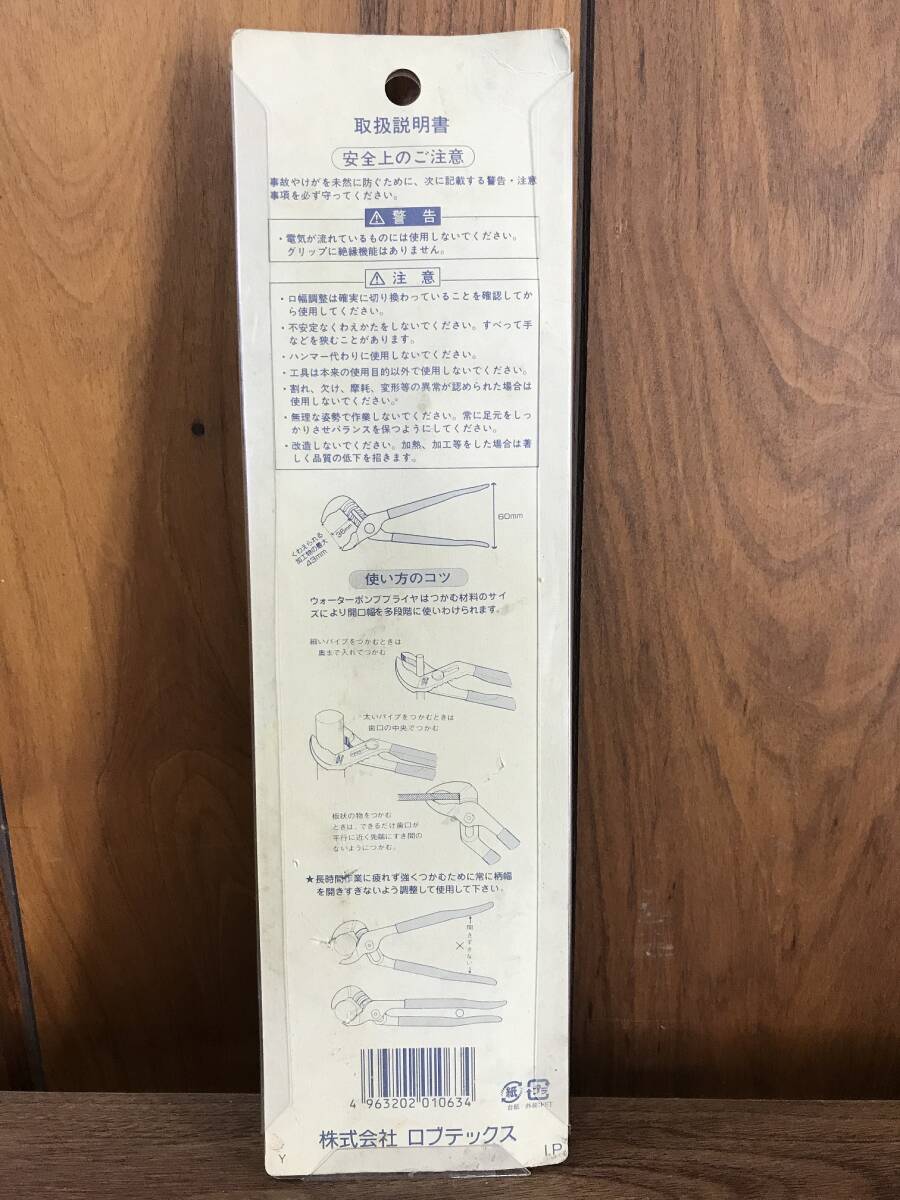 取扱説明書
安全上のご注意
事故やけがを未然に防ぐために、次に記載する警告・注意
事項を必ず守ってください。
警告
・電気が流れているものには使用しないでください。
グリップに絶縁機能はありません。
注意
・口幅調整は確実に切り換わっていることを確認してか
ら使用してください。
・不安定なくわえかたをしないでください。すべって手
などを狭むことがあります。
・ハンマー代わりに使用しないでください。
・工具は本来の使用目的以外で使用しないでください。
・割れ、欠け、摩耗、変形等の異常が認められた場合は
使用しないでください。
・無理な姿勢で作業しないでください。常に足元をしっ
かりさせバランスを保つようにしてください。
・改造しないでください。加熱、加工等をした場合は著
しく品質の低下を招きます。
36mm
60mm
くわえられる
加工物の最大
43mm
使い方のコツ
ウォーターポンププライヤはつかむ材料のサイ
ズにより開口幅を多段階に使いわけられます。
細いパイプをつかむときは
奥まで入れてつかむ
太いパイプをつかむときは
歯口の中央でつかむ
板状の物をつかむ
ときは、できるだけ歯口が
平行に近く先端にすき間の
ないようにつかむ。
★長時間作業に疲れず強くつかむために常に柄幅
を開きすぎないよう調整して使用して下さい。
×
開きすぎない
○
4 963202 010634
紙 プラ
台紙
株式会社 ロブテックス
Y
I.P